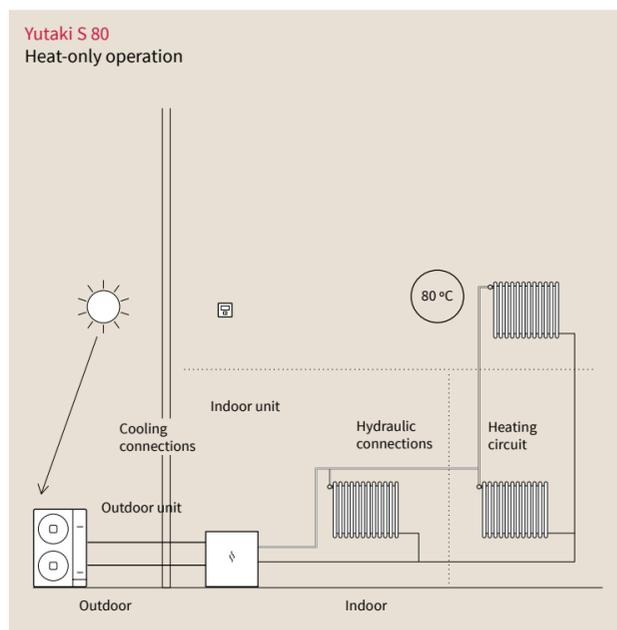 Yutaki S 80
Heat-only operation
80 ºC
Indoor unit
Cooling
connections
Hydraulic
connections
Heating
circuit
Outdoor unit
Outdoor
Indoor